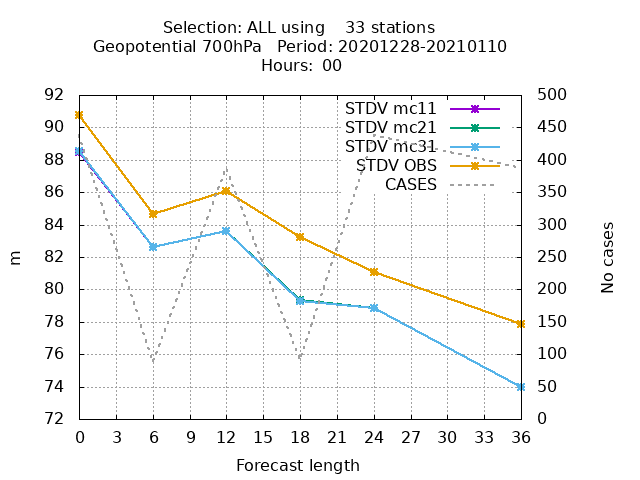 Selection: ALL using    33 stations
Geopotential 700hPa   Period: 20201228-20210110
Hours: 00
STDV mc11
STDV mc21
STDV mc31
STDV OBS
CASES
92
90
88
86
84
82
80
78
76
74
72
m
500
450
400
350
300
250
200
150
100
50
0
No cases
0 3 6 9 12 15 18 21 24 27 30 33 36
Forecast length